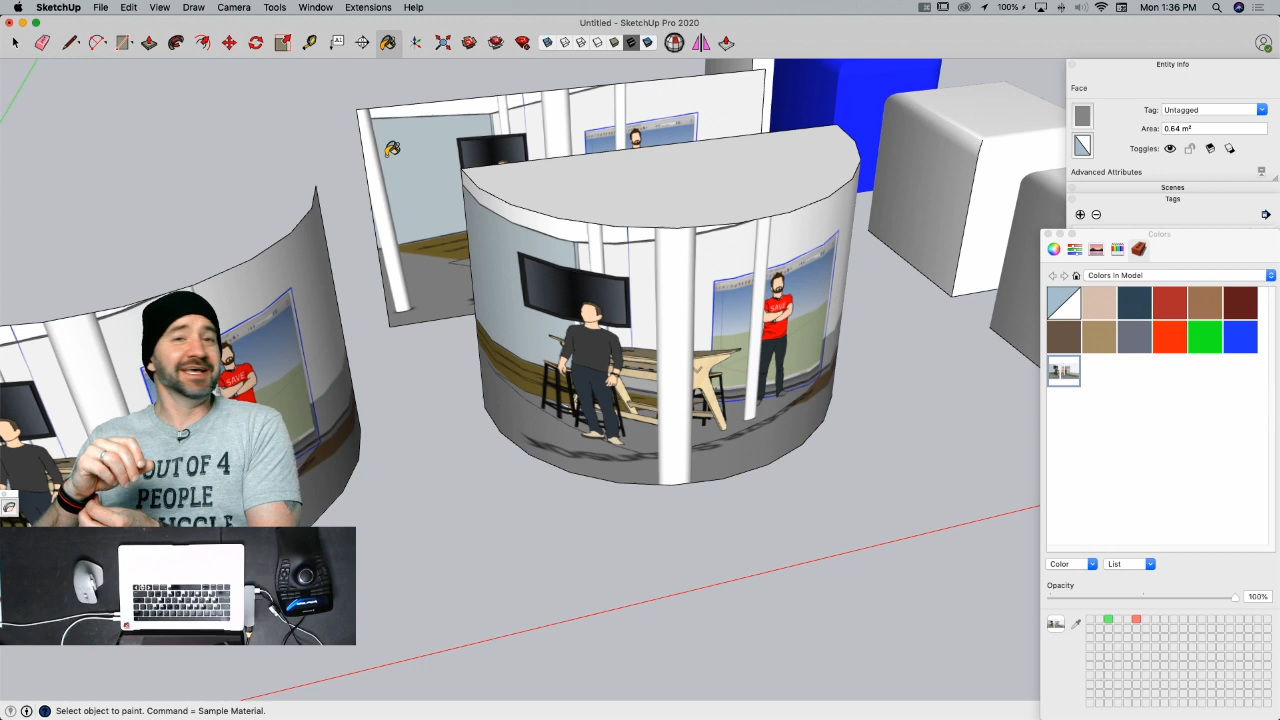 SketchUp File Edit View Draw Camera Tools Window Extensions Help
100% Mon 1:36 PM
Untitled - SketchUp Pro 2020
Entity Info
Face
Tag: Untagged
Area: 0.64 m²
Toggles:
Advanced Attributes
Scenes
Tags
Colors
Colors In Model
SAVE
SAVE
OUT OF 4
PEOPLE
Color List
Opacity
100%
Select object to paint. Command = Sample Material.